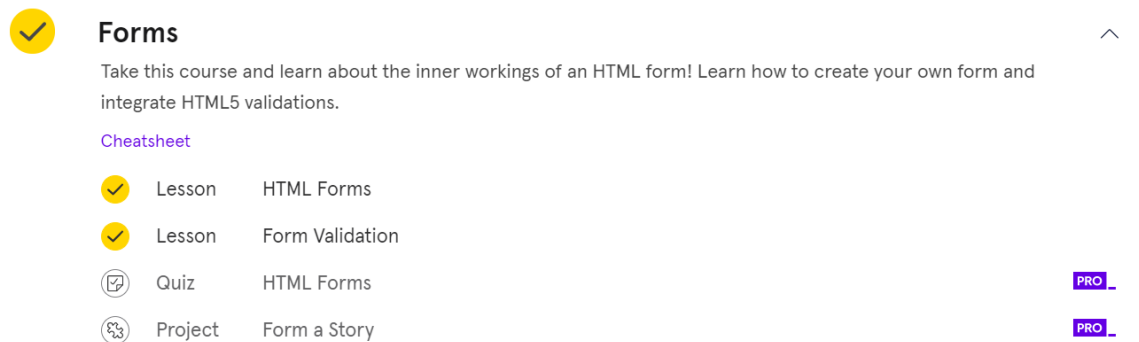 Forms
Take this course and learn about the inner workings of an HTML form! Learn how to create your own form and
integrate HTML5 validations.
Cheatsheet
Lesson HTML Forms
Lesson Form Validation
Quiz HTML Forms PRO
Project Form a Story PRO